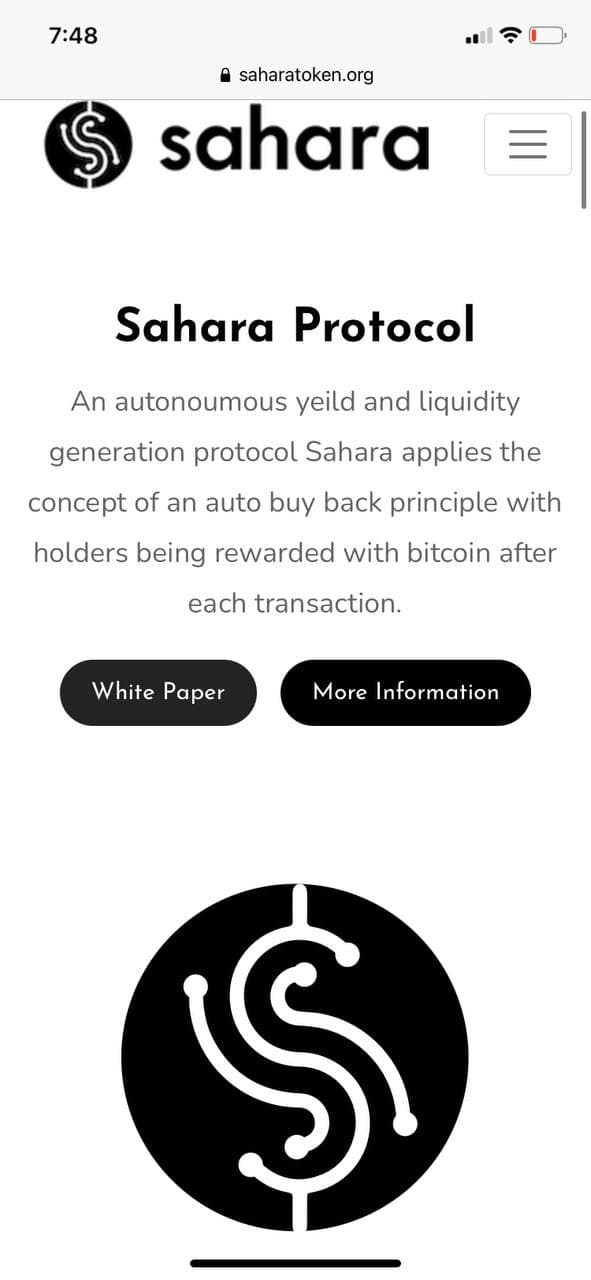 7:48
saharatoken.org
sahara
Sahara Protocol
An autonoumous yeild and liquidity
generation protocol Sahara applies the
concept of an auto buy back principle with
holders being rewarded with bitcoin after
each transaction.
White Paper
More Information